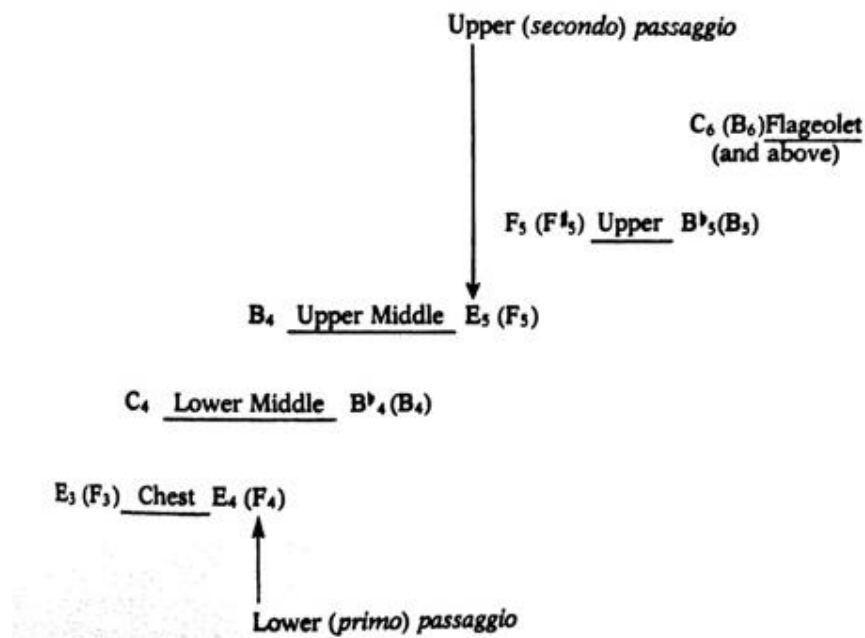 Upper (secondo) passaggio
C₆ (B₆) Flageolet
(and above)
F₅ (F♯₅) Upper B♭₅ (B₅)
B₄ Upper Middle E₅ (F₅)
C₄ Lower Middle B♭₄ (B₄)
E₃ (F₃) Chest E₄ (F₄)
Lower (primo) passaggio